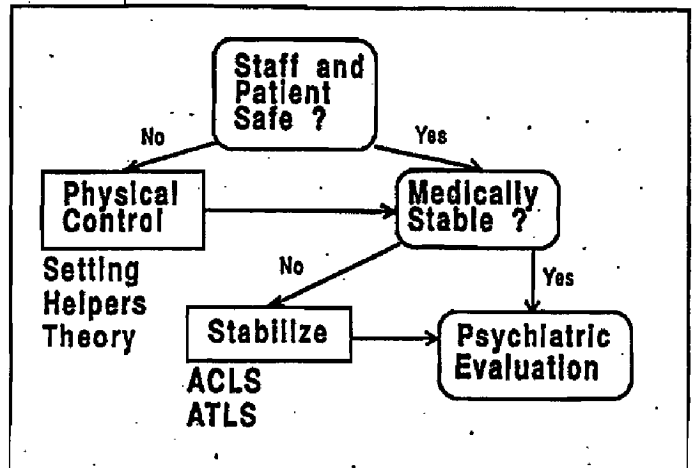 Staff and
Patient
Safe ?
No
Yes
Physical
Control
Medically
Stable ?
Setting
Helpers
Theory
No
Yes
Stabilize
Psychiatric
Evaluation
ACLS
ATLS